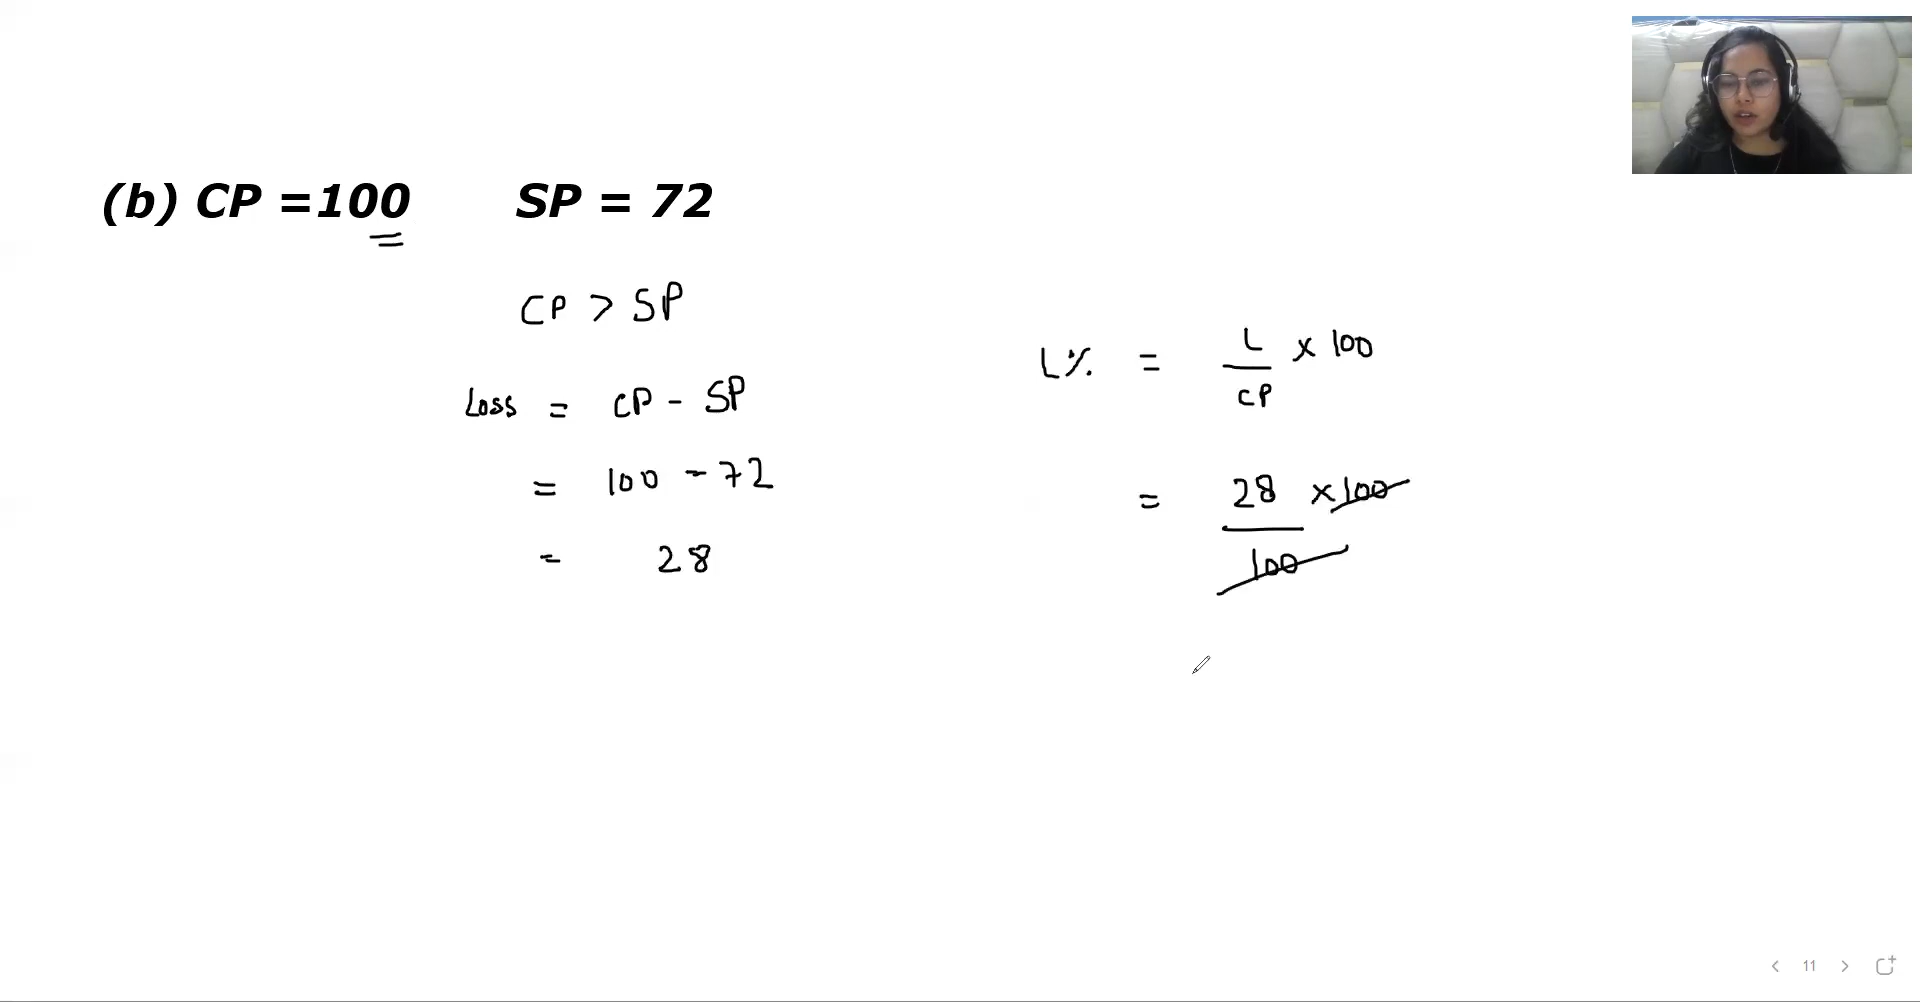 (b) CP =100 SP = 72
CP > SP
Loss = CP - SP
= 100 - 72
= 28
L% = L/CP × 100
= 28/100 × 100
11